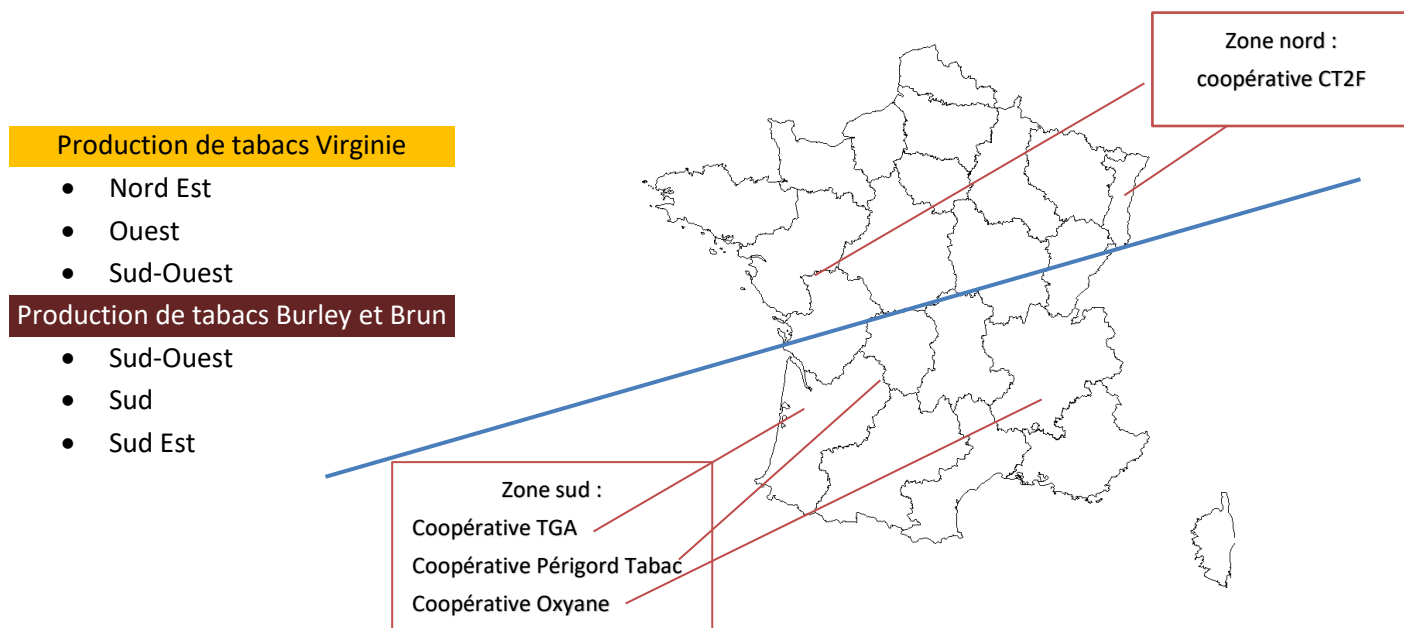 Production de tabacs Virginie
• Nord Est
• Ouest
• Sud-Ouest
Production de tabacs Burley et Brun
• Sud-Ouest
• Sud
• Sud Est
Zone nord :
coopérative CT2F
Zone sud :
Coopérative TGA
Coopérative Périgord Tabac
Coopérative Oxyane